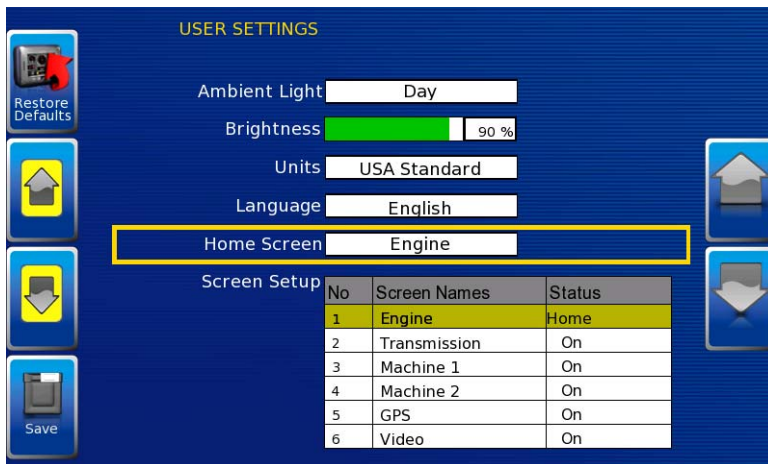 USER SETTINGS
Restore
Defaults
Ambient Light Day
Brightness 90 %
Units USA Standard
Language English
Home Screen Engine
Screen Setup
No Screen Names Status
1 Engine Home
2 Transmission On
3 Machine 1 On
4 Machine 2 On
5 GPS On
6 Video On
Save